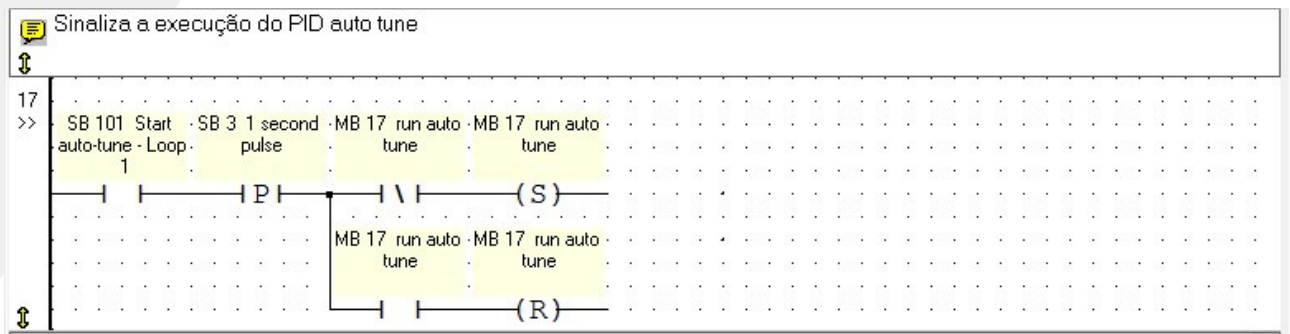 Sinaliza a execução do PID auto tune
17
>>
SB 101 Start auto-tune - Loop 1
SB 3 1 second pulse
MB 17 run auto tune
MB 17 run auto tune
P
\
(S)
MB 17 run auto tune
MB 17 run auto tune
(R)